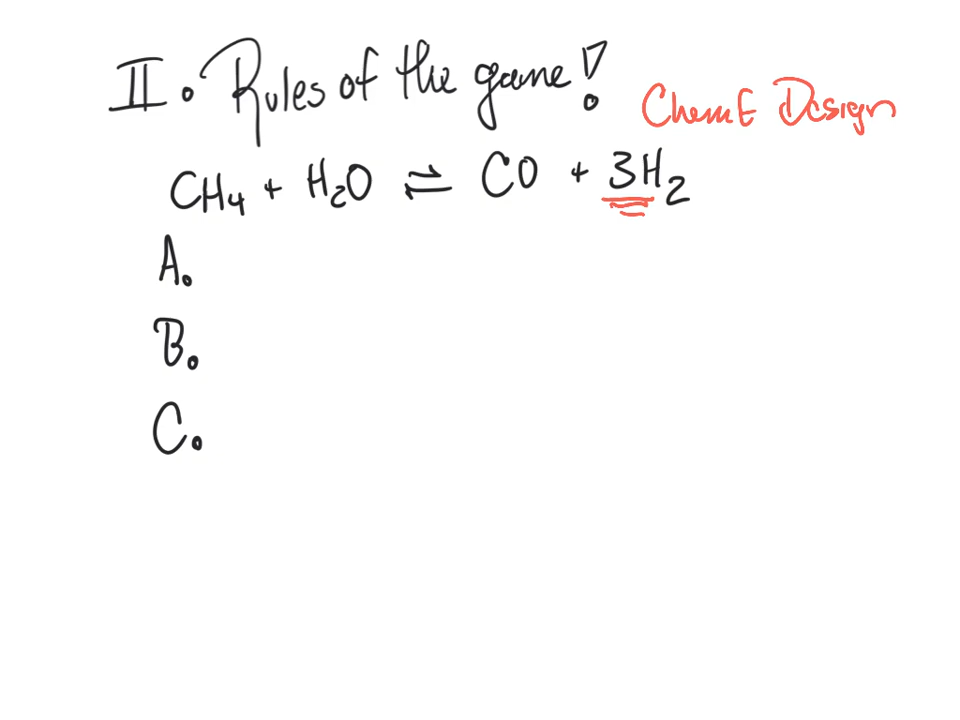 II. Rules of the game!
ChemE Design
CH₄ + H₂O ⇌ CO + 3H₂
A.
B.
C.